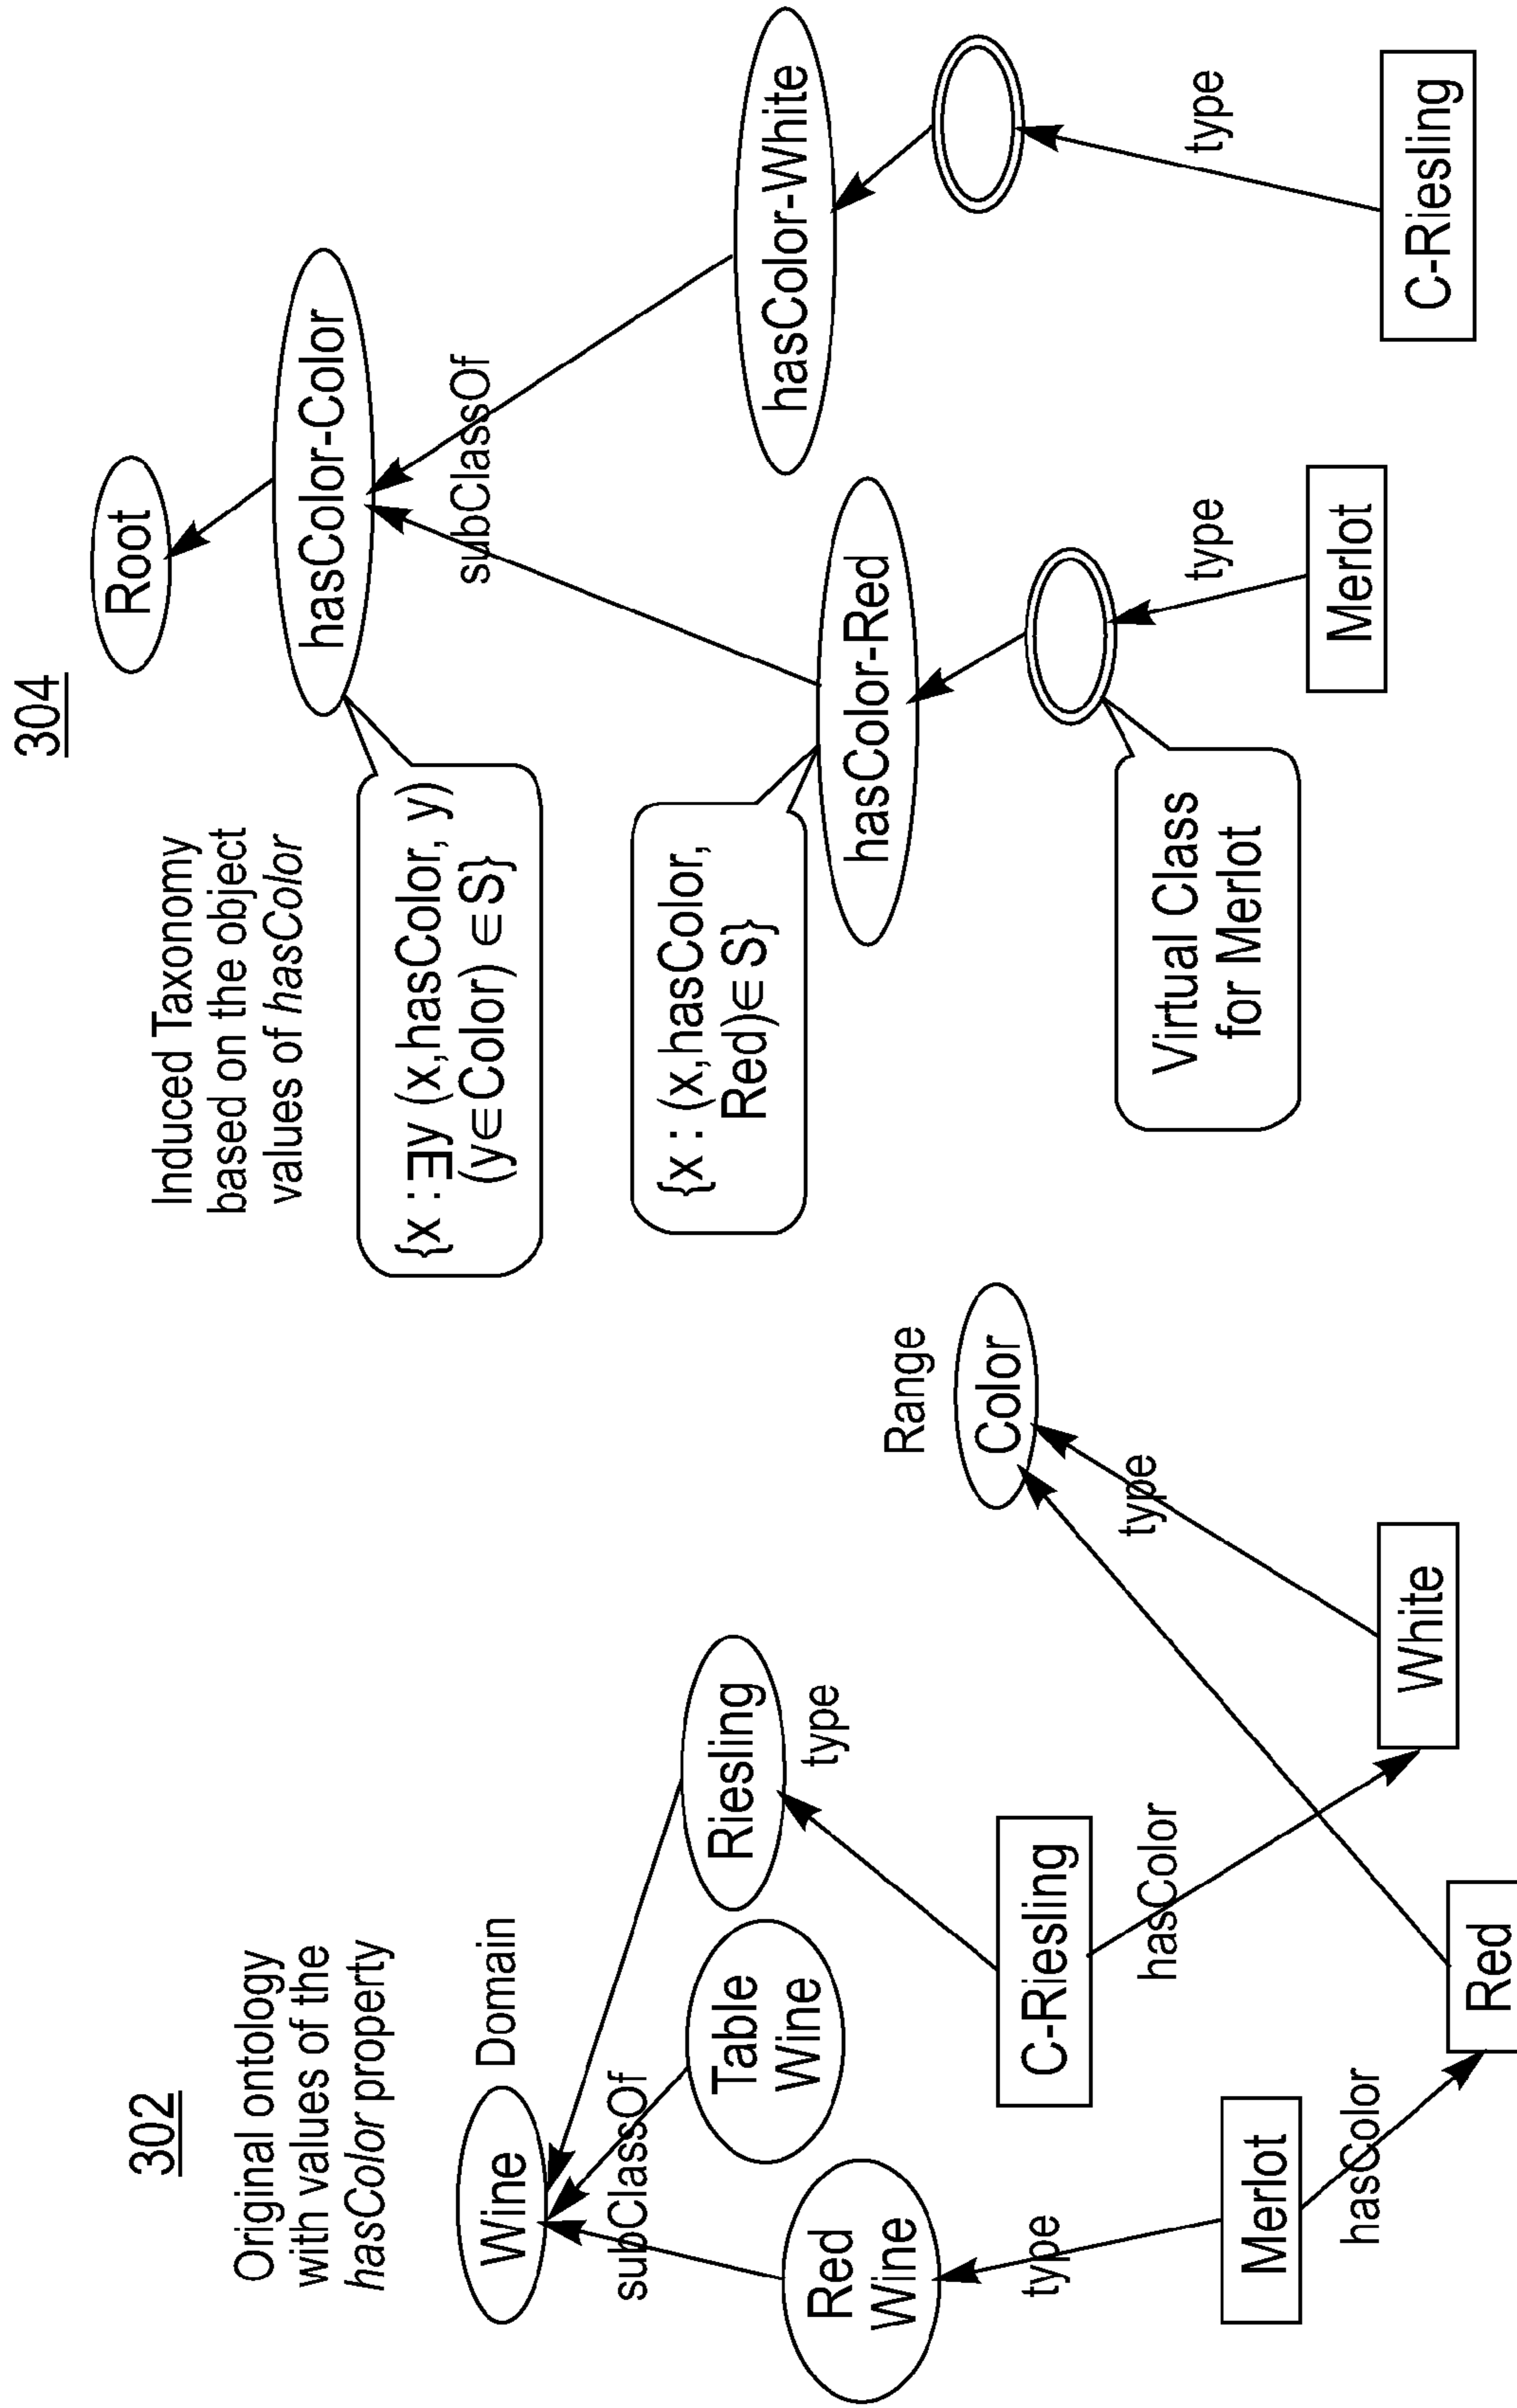 302
Original ontology
with values of the
hasColor property
Wine
Domain
subClassOf
Red
Wine
Table
Wine
Riesling
type
type
C-Riesling
Merlot
hasColor
hasColor
Red
White
type
Range
Color
304
Induced Taxonomy
based on the object
values of hasColor
Root
hasColor-Color
{x : ∃y (x,hasColor, y)
(y∈Color) ∈S}
subClassOf
{x : (x,hasColor,
Red)∈S}
hasColor-Red
hasColor-White
Virtual Class
for Merlot
type
type
Merlot
C-Riesling